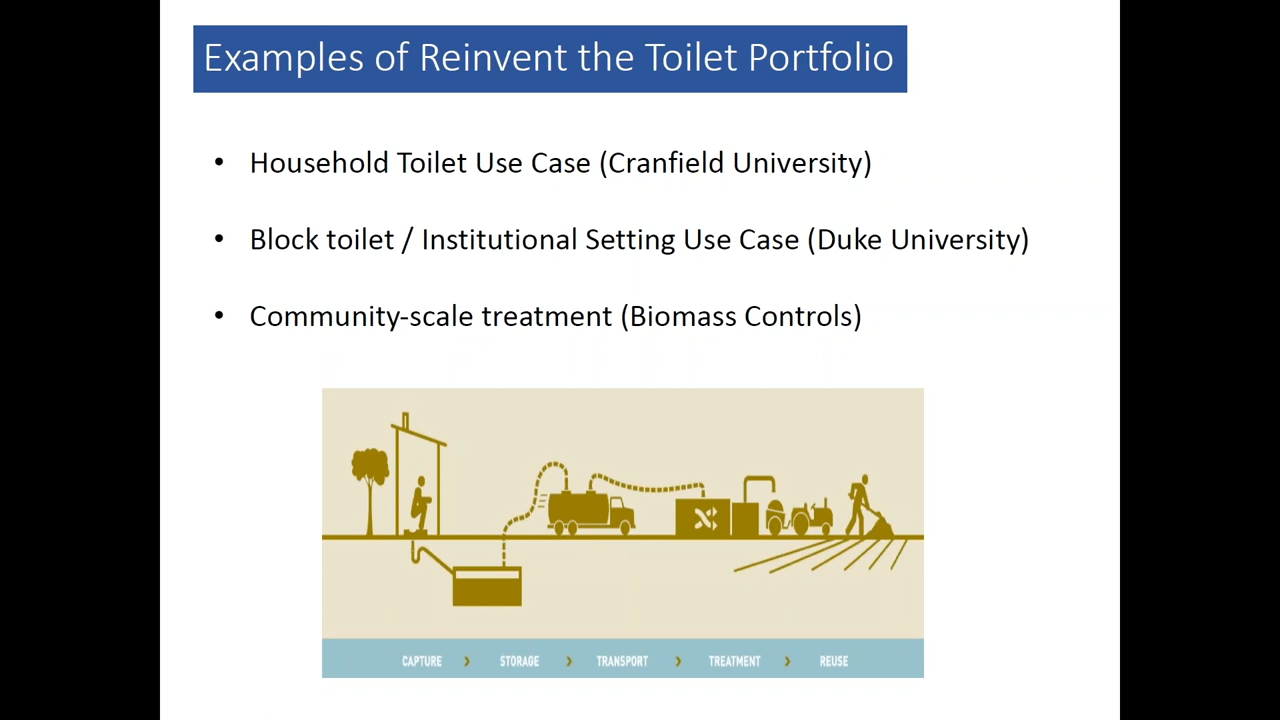 Examples of Reinvent the Toilet Portfolio
• Household Toilet Use Case (Cranfield University)
• Block toilet / Institutional Setting Use Case (Duke University)
• Community-scale treatment (Biomass Controls)
CAPTURE › STORAGE › TRANSPORT › TREATMENT › REUSE